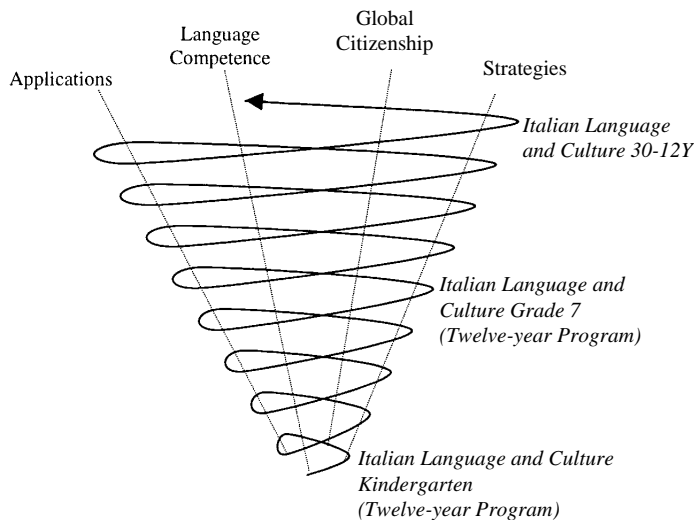 Global
Citizenship
Language
Competence
Applications
Strategies
Italian Language
and Culture 30-12Y
Italian Language and
Culture Grade 7
(Twelve-year Program)
Italian Language and Culture
Kindergarten
(Twelve-year Program)